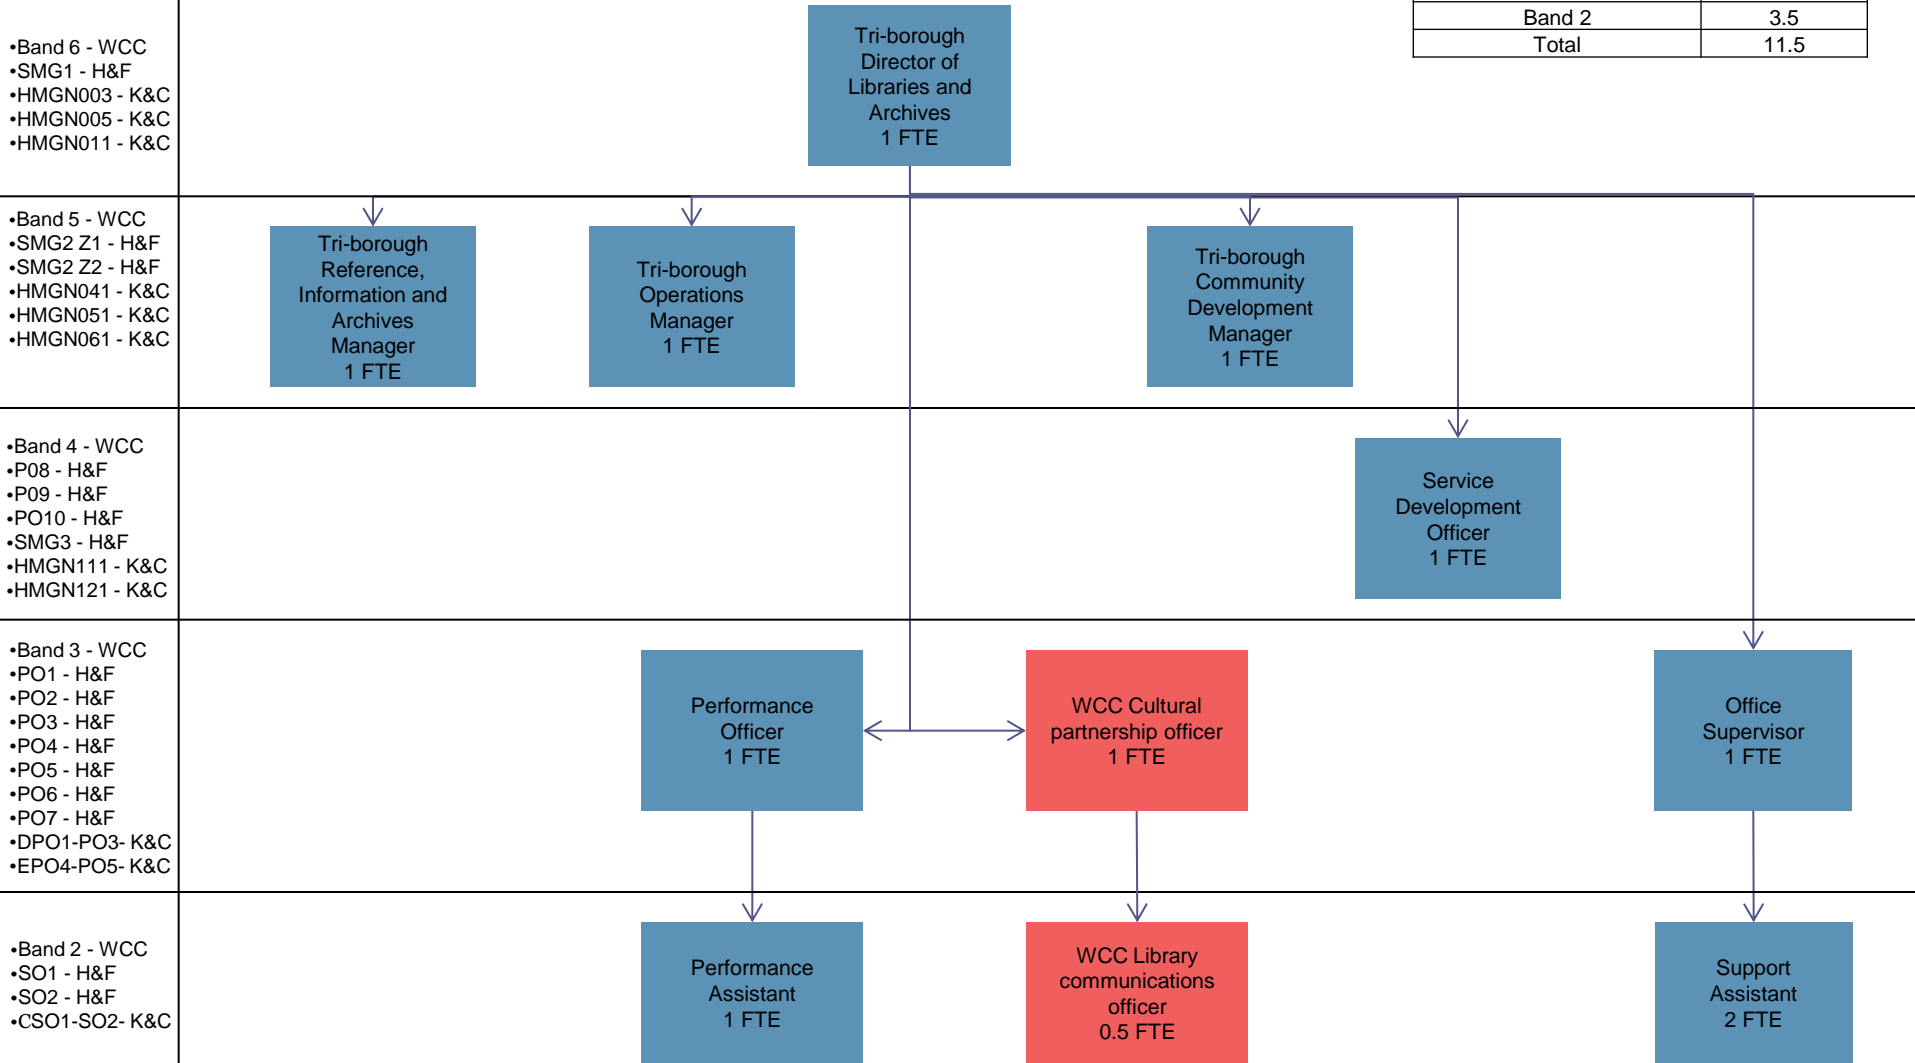 Band 2 3.5
Total 11.5
•Band 6 - WCC
•SMG1 - H&F
•HMGN003 - K&C
•HMGN005 - K&C
•HMGN011 - K&C
Tri-borough
Director of
Libraries and
Archives
1 FTE
•Band 5 - WCC
•SMG2 Z1 - H&F
•SMG2 Z2 - H&F
•HMGN041 - K&C
•HMGN051 - K&C
•HMGN061 - K&C
Tri-borough
Reference,
Information and
Archives
Manager
1 FTE
Tri-borough
Operations
Manager
1 FTE
Tri-borough
Community
Development
Manager
1 FTE
•Band 4 - WCC
•P08 - H&F
•P09 - H&F
•PO10 - H&F
•SMG3 - H&F
•HMGN111 - K&C
•HMGN121 - K&C
Service
Development
Officer
1 FTE
•Band 3 - WCC
•PO1 - H&F
•PO2 - H&F
•PO3 - H&F
•PO4 - H&F
•PO5 - H&F
•PO6 - H&F
•PO7 - H&F
•DPO1-PO3- K&C
•EPO4-PO5- K&C
Performance
Officer
1 FTE
WCC Cultural
partnership officer
1 FTE
Office
Supervisor
1 FTE
•Band 2 - WCC
•SO1 - H&F
•SO2 - H&F
•CSO1-SO2- K&C
Performance
Assistant
1 FTE
WCC Library
communications
officer
0.5 FTE
Support
Assistant
2 FTE